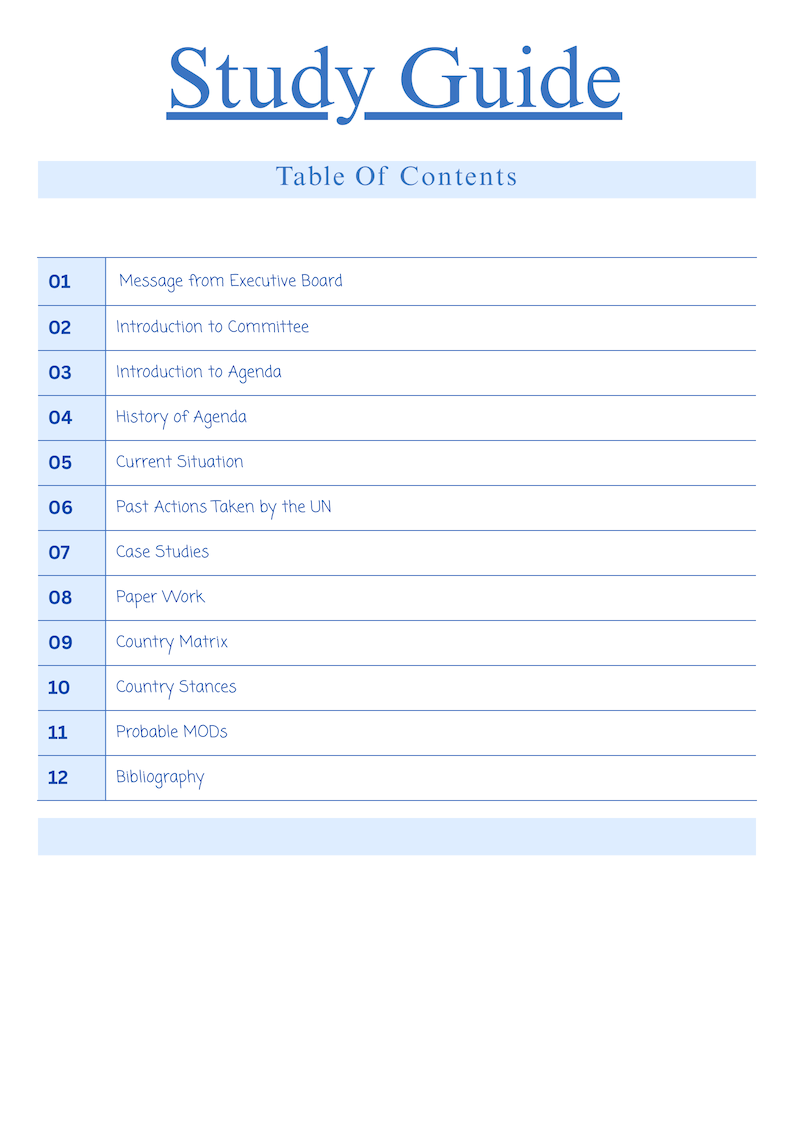 Study Guide
Table Of Contents
01 Message from Executive Board
02 Introduction to Committee
03 Introduction to Agenda
04 History of Agenda
05 Current Situation
06 Past Actions Taken by the UN
07 Case Studies
08 Paper Work
09 Country Matrix
10 Country Stances
11 Probable MODs
12 Bibliography